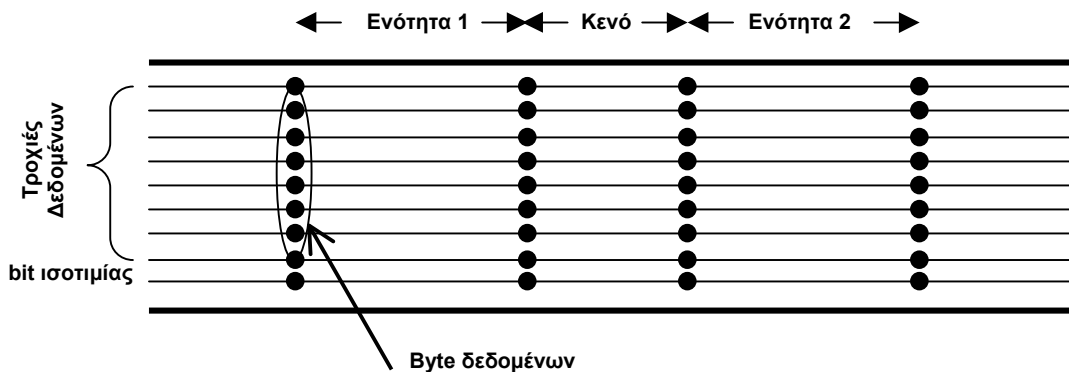 Ενότητα 1 Κενό Ενότητα 2
Τροχιές
Δεδομένων
bit ισοτιμίας
Byte δεδομένων